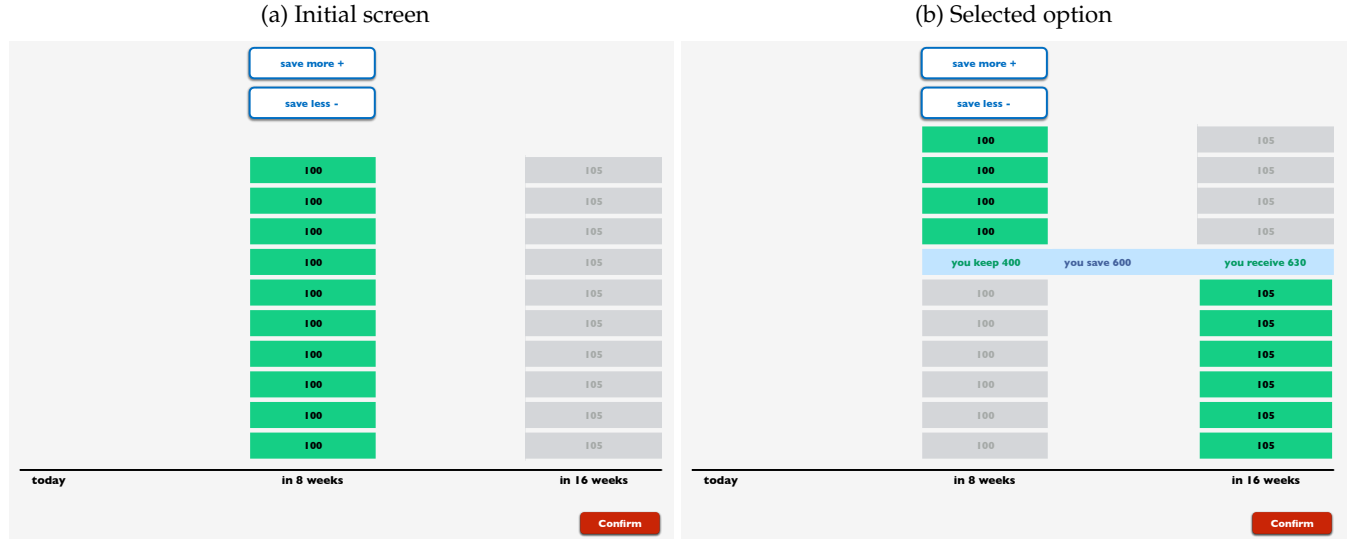 (a) Initial screen
save more +
save less -
100 105
100 105
100 105
100 105
100 105
100 105
100 105
100 105
100 105
100 105
today in 8 weeks in 16 weeks
Confirm
(b) Selected option
save more +
save less -
100 105
100 105
100 105
100 105
you keep 400 you save 600 you receive 630
100 105
100 105
100 105
100 105
100 105
100 105
today in 8 weeks in 16 weeks
Confirm